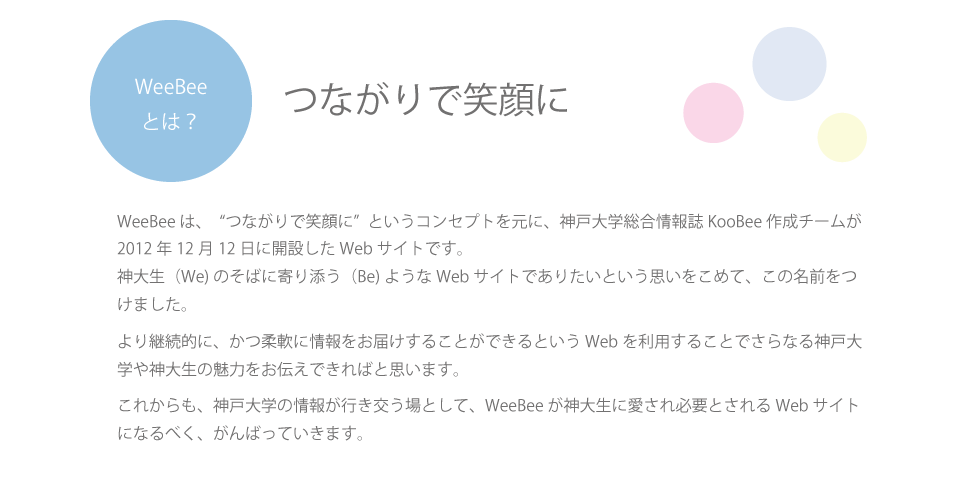 WeeBee
とは？
つながりで笑顔に
WeeBee は、“つながりで笑顔に”というコンセプトを元に、神戸大学総合情報誌 KooBee 作成チームが
2012 年 12 月 12 日に開設した Web サイトです。
神大生（We) のそばに寄り添う（Be) ような Web サイトでありたいという思いをこめて、この名前をつ
けました。
より継続的に、かつ柔軟に情報をお届けすることができるという Web を利用することでさらなる神戸大
学や神大生の魅力をお伝えできればと思います。
これからも、神戸大学の情報が行き交う場として、WeeBee が神大生に愛され必要とされる Web サイト
になるべく、がんばっていきます。